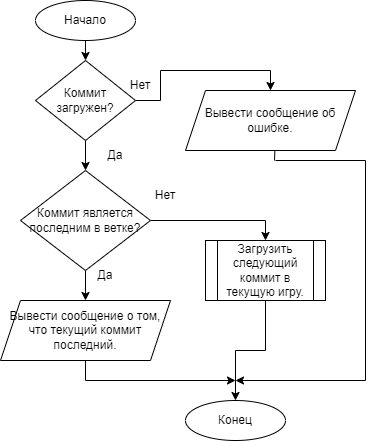 Начало
Коммит
загружен?
Нет
Вывести сообщение об
ошибке.
Да
Коммит является
последним в ветке?
Нет
Загрузить
следующий
коммит в
текущую игру.
Да
Вывести сообщение о том,
что текущий коммит
последний.
Конец